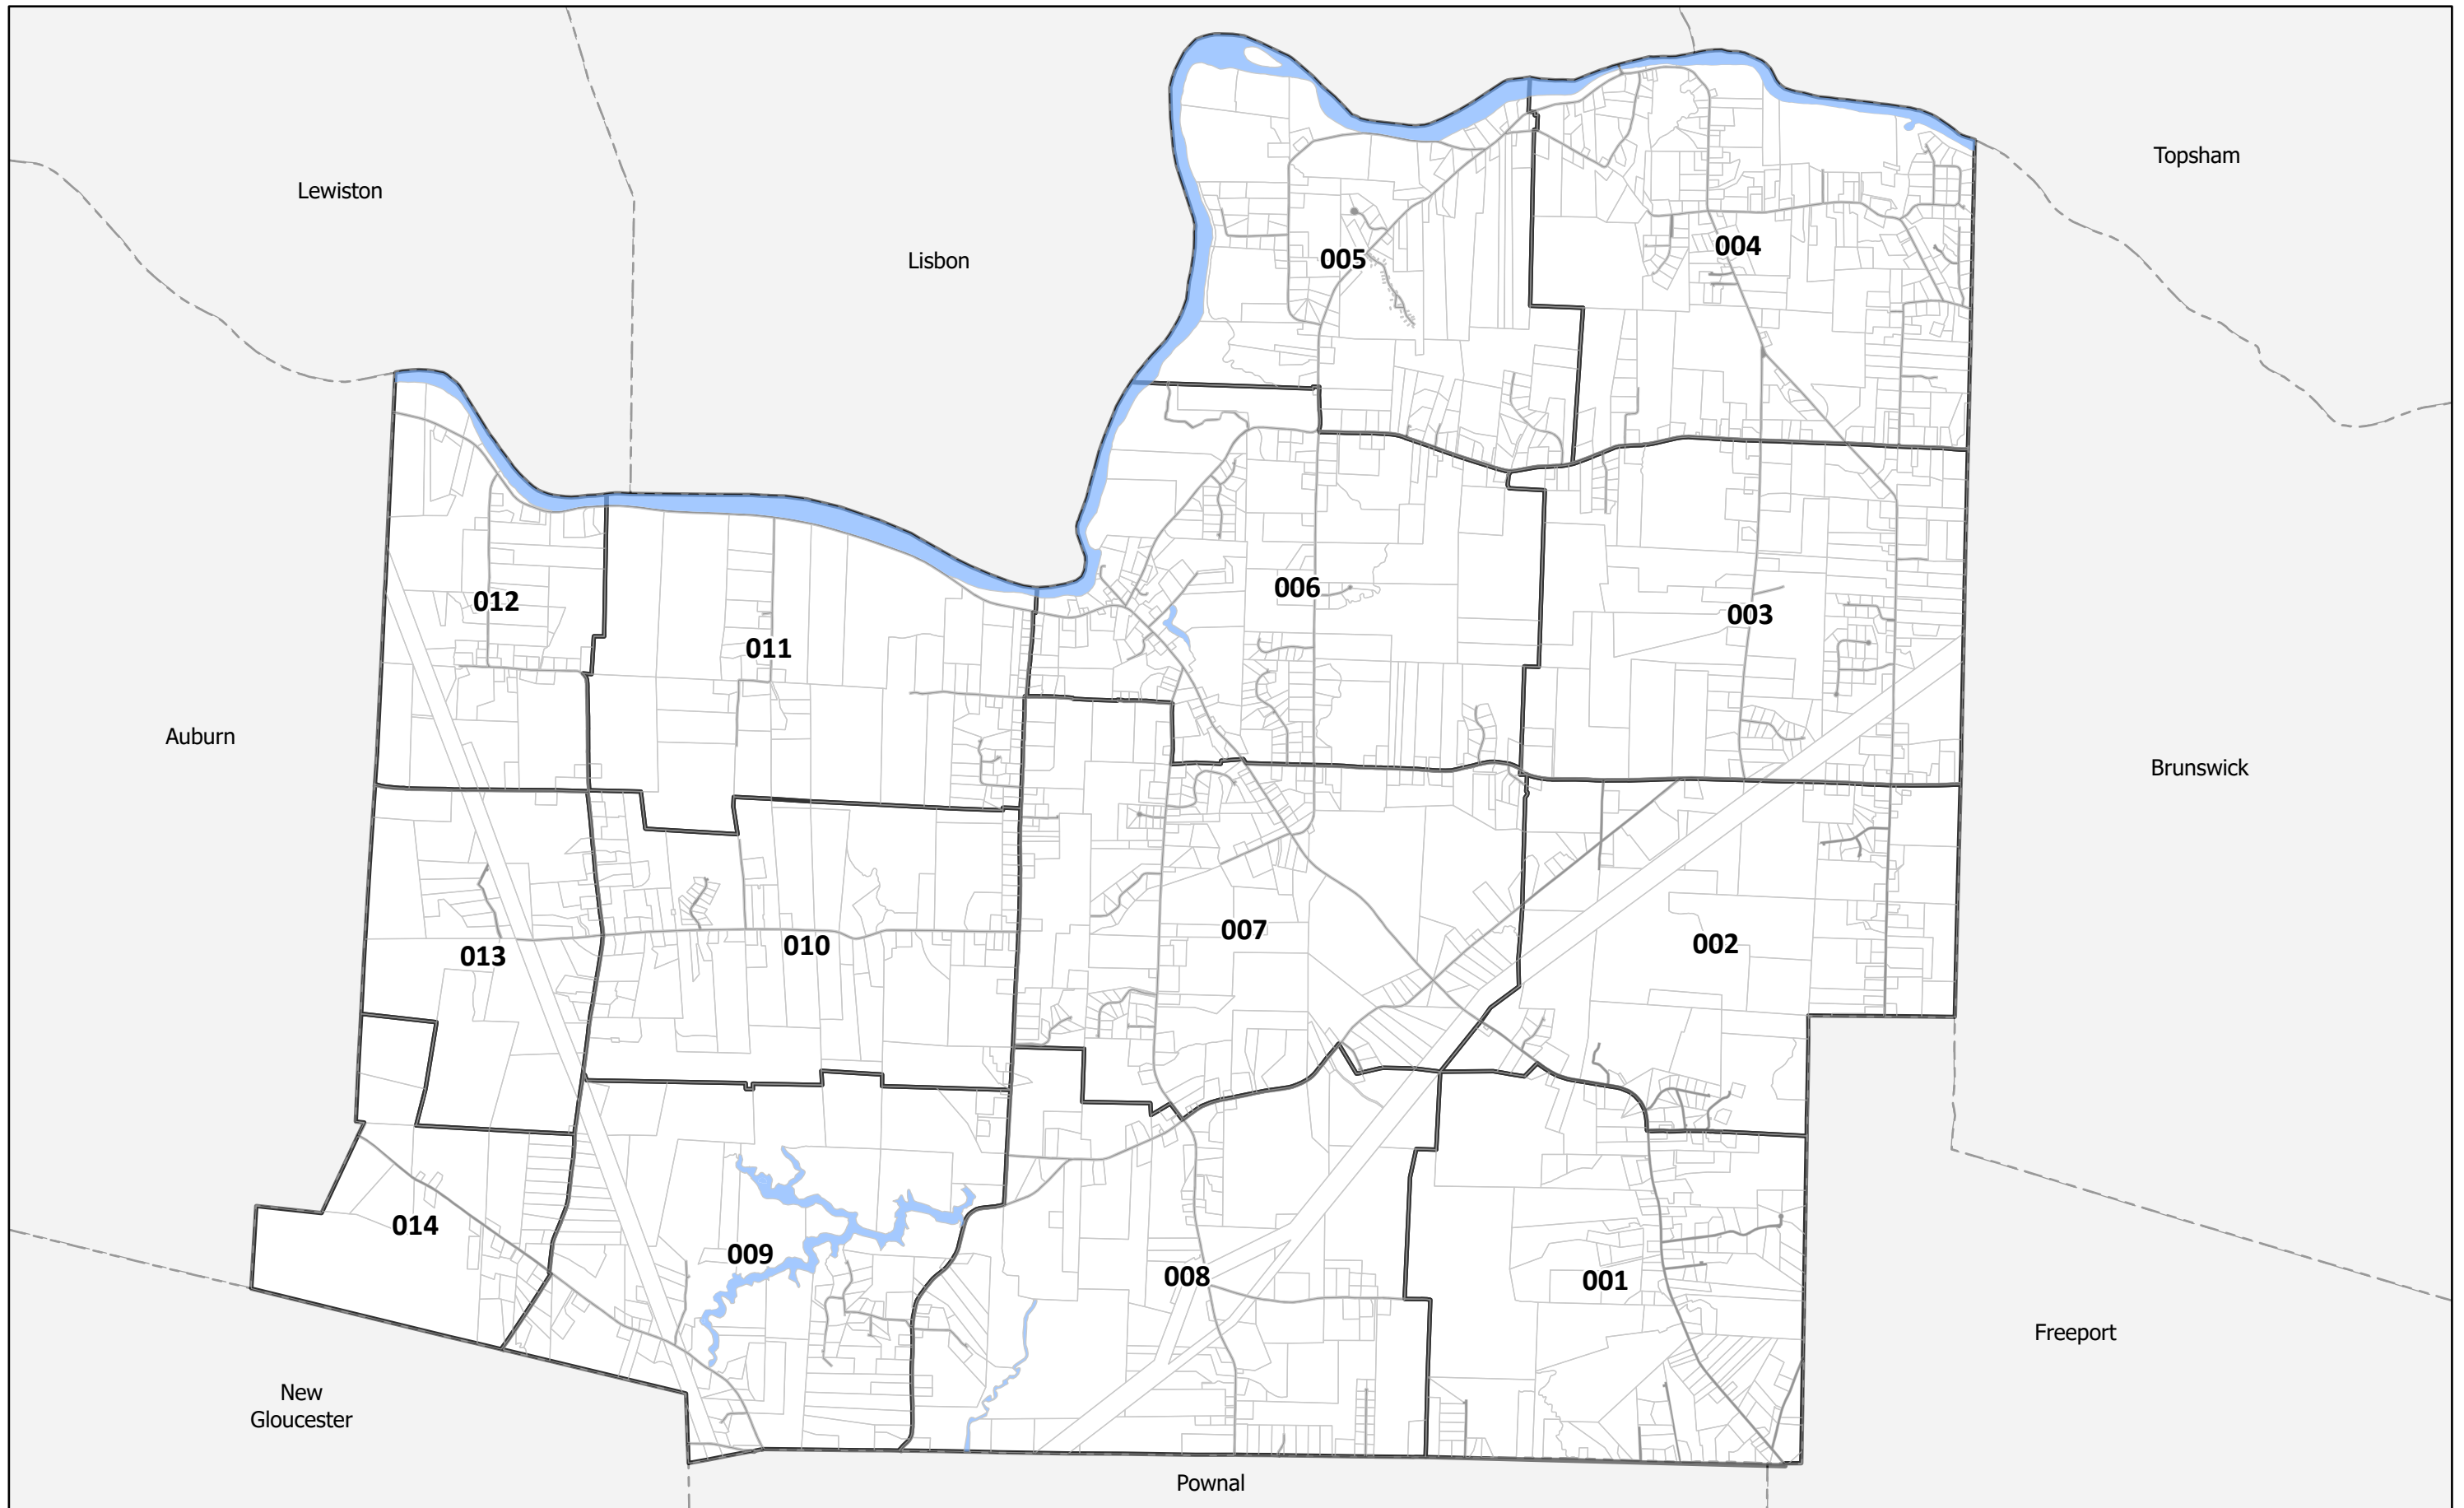 Topsham
Lewiston
004
005
Lisbon
006
012
003
011
Auburn
Brunswick
007
002
010
013
014
009
008
001
Freeport
New
Gloucester
Pownal